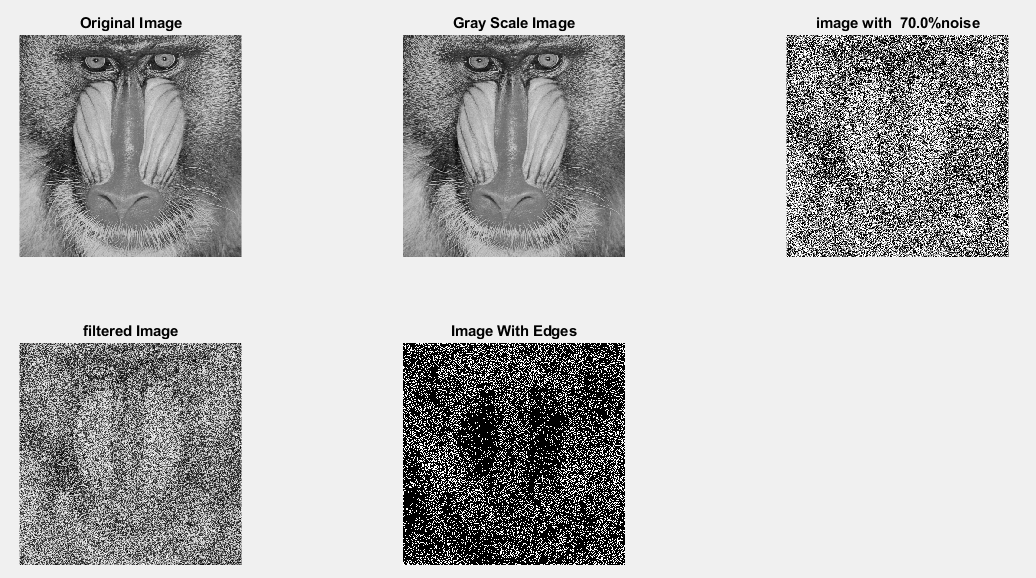 Original Image
Gray Scale Image
image with  70.0%noise
filtered Image
Image With Edges